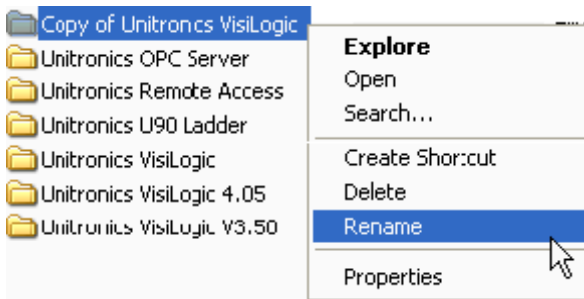 Copy of Unitronics VisiLogic
Unitronics OPC Server
Unitronics Remote Access
Unitronics U90 Ladder
Unitronics VisiLogic
Unitronics VisiLogic 4.05
Unitronics VisiLogic V3.50
Explore
Open
Search...
Create Shortcut
Delete
Rename
Properties